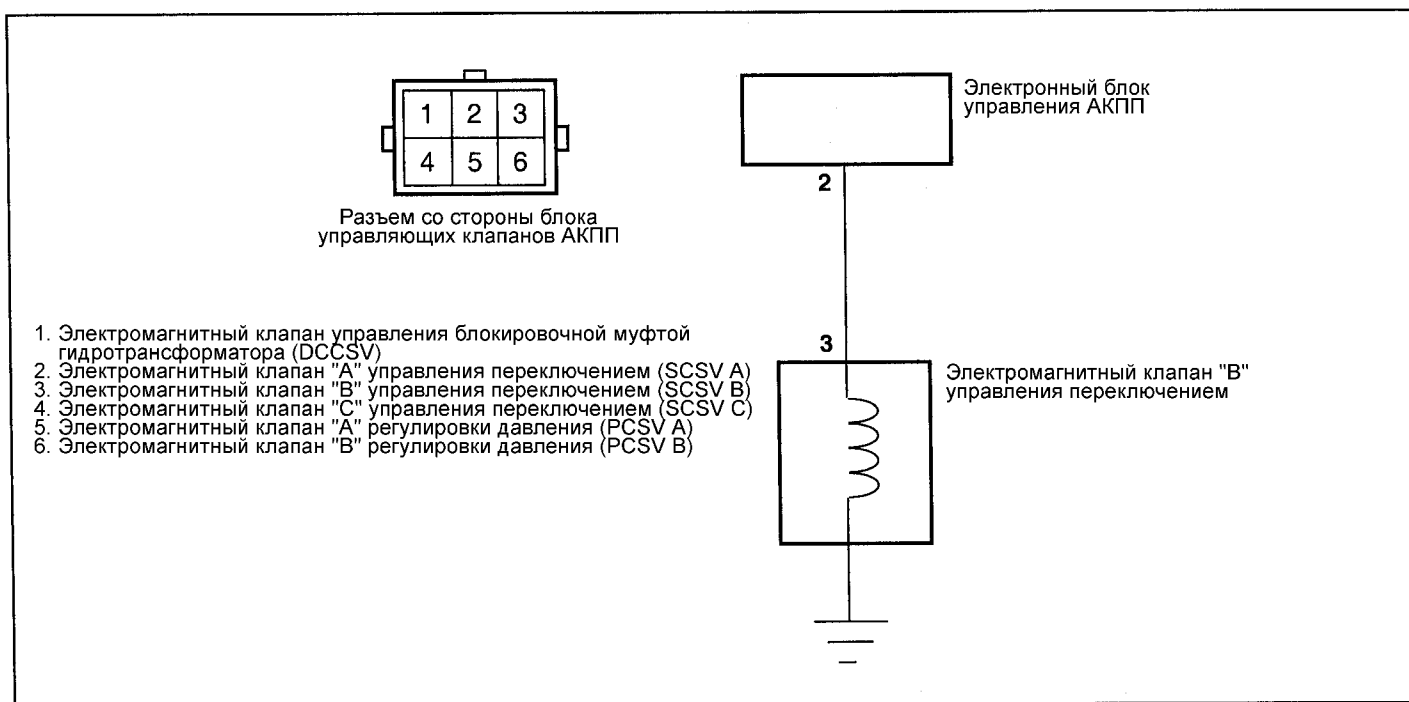 1 2 3
4 5 6
Разъем со стороны блока
управляющих клапанов АКПП
Электронный блок
управления АКПП
2
3
Электромагнитный клапан "В"
управления переключением
1. Электромагнитный клапан управления блокировочной муфтой
гидротрансформатора (DCCSV)
2. Электромагнитный клапан "А" управления переключением (SCSV A)
3. Электромагнитный клапан "В" управления переключением (SCSV B)
4. Электромагнитный клапан "С" управления переключением (SCSV C)
5. Электромагнитный клапан "А" регулировки давления (PCSV A)
6. Электромагнитный клапан "В" регулировки давления (PCSV B)